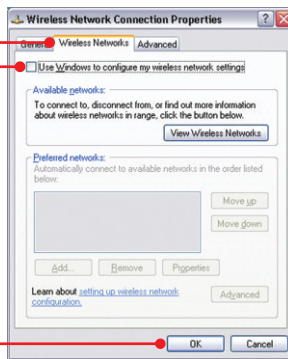 Wireless Network Connection Properties
General
Wireless Networks
Advanced
Use Windows to configure my wireless network settings
Available networks:
To connect to, disconnect from, or find out more information
about wireless networks in range, click the button below.
View Wireless Networks
Preferred networks:
Automatically connect to available networks in the order listed
below:
Move up
Move down
Add...
Remove
Properties
Learn about setting up wireless network
configuration.
Advanced
OK
Cancel